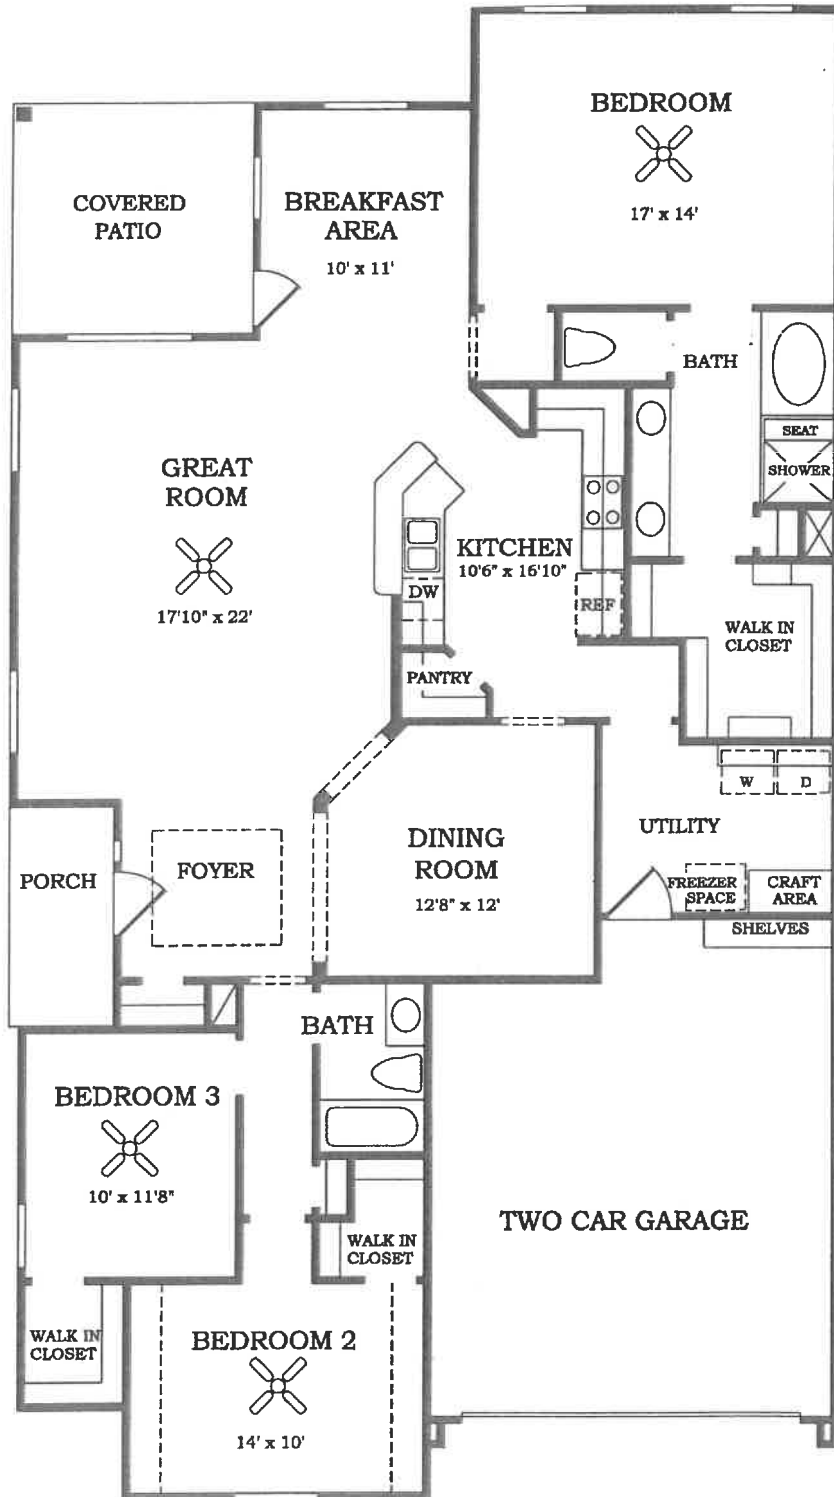 BEDROOM
17' x 14'
COVERED
PATIO
BREAKFAST
AREA
10' x 11'
BATH
SEAT
SHOWER
GREAT
ROOM
17'10" x 22'
KITCHEN
10'6" x 16'10"
DW
REF
PANTRY
WALK IN
CLOSET
W
D
UTILITY
FREEZER
SPACE
CRAFT
AREA
SHELVES
DINING
ROOM
12'8" x 12'
PORCH
FOYER
BATH
BEDROOM 3
10' x 11'8"
WALK IN
CLOSET
TWO CAR GARAGE
WALK IN
CLOSET
BEDROOM 2
14' x 10'